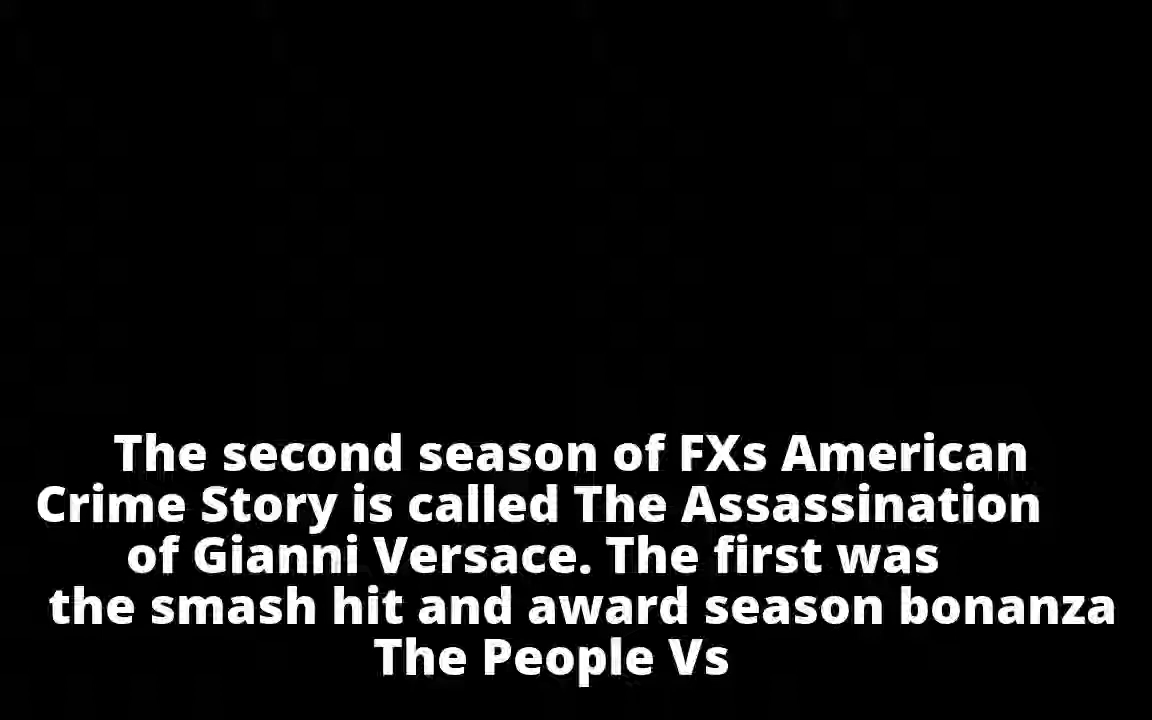 The second season of FXs American
Crime Story is called The Assassination
of Gianni Versace. The first was
the smash hit and award season bonanza
The People Vs